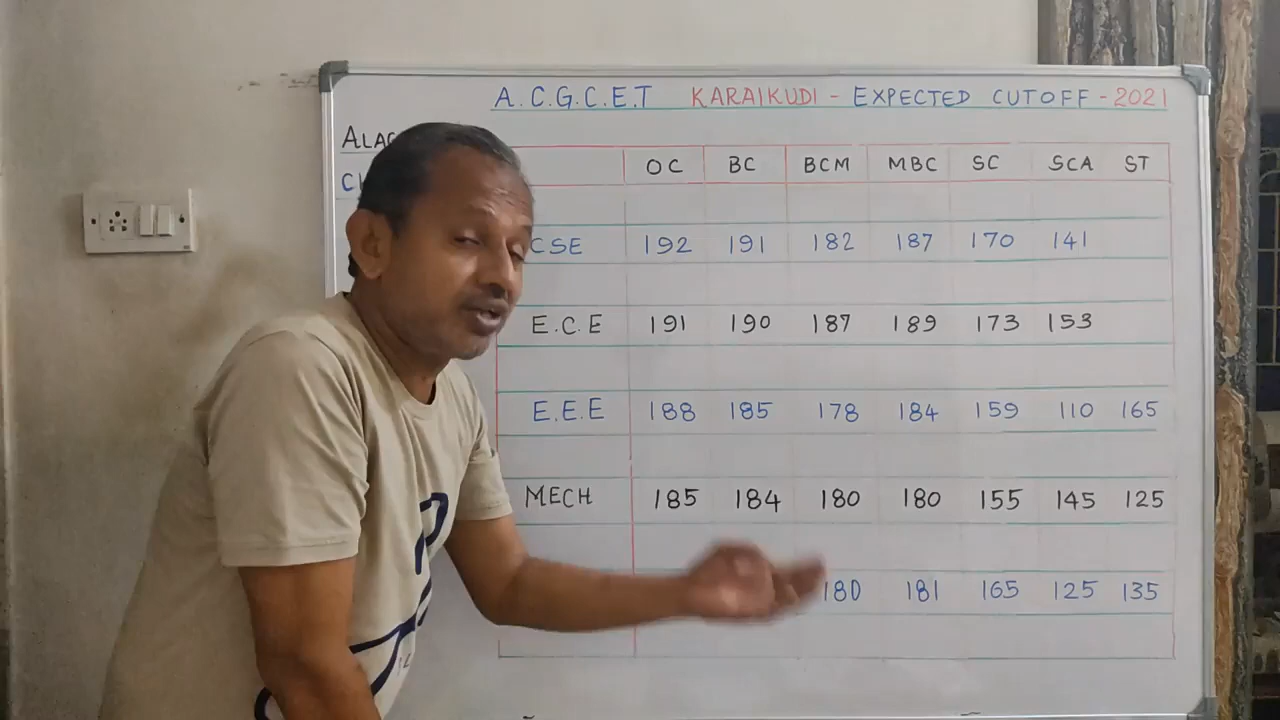 A.C.G.C.E.T KARAIKUDI - EXPECTED CUTOFF - 2021
OC BC BCM MBC SC SCA ST
CSE 192 191 182 187 170 141
E.C.E 191 190 187 189 173 153
E.E.E 188 185 178 184 159 110 165
MECH 185 184 180 180 155 145 125
180 181 165 125 135